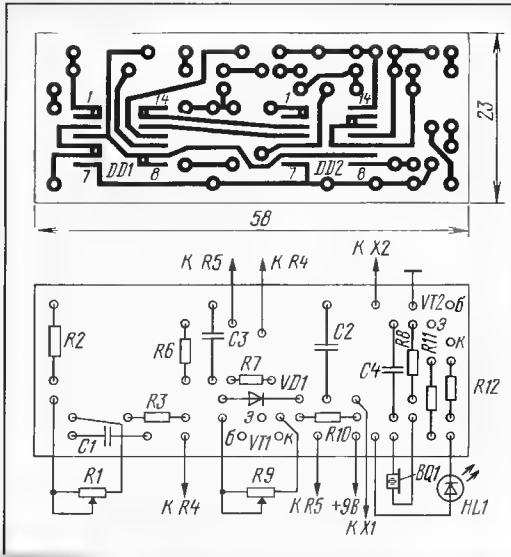 1
14
1
14
7
DD1
8
7
DD2
8
23
58
К R5
К R4
К X2
R2
R6
C3
R7
VD1
C2
C4
R8
R11
VT2
Б
Э
К
R12
R3
C1
Э
Б
VT1
К
R10
R1
К R4
R9
К R5
+9В
К X1
BQ1
HL1